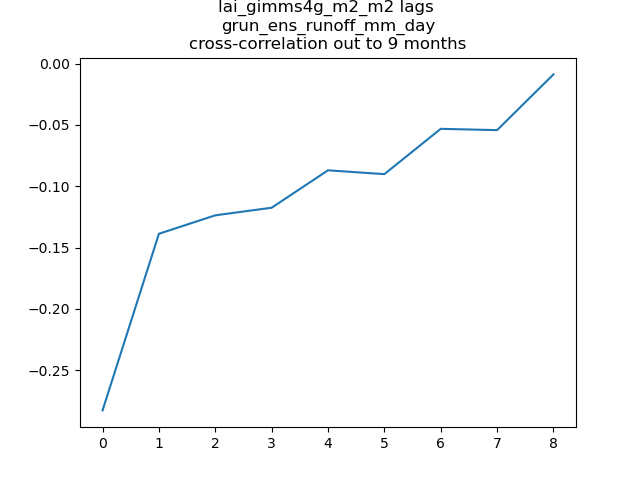 lai_gimms4g_m2_m2 lags
grun_ens_runoff_mm_day
cross-correlation out to 9 months
0.00
−0.05
−0.10
−0.15
−0.20
−0.25
0 1 2 3 4 5 6 7 8